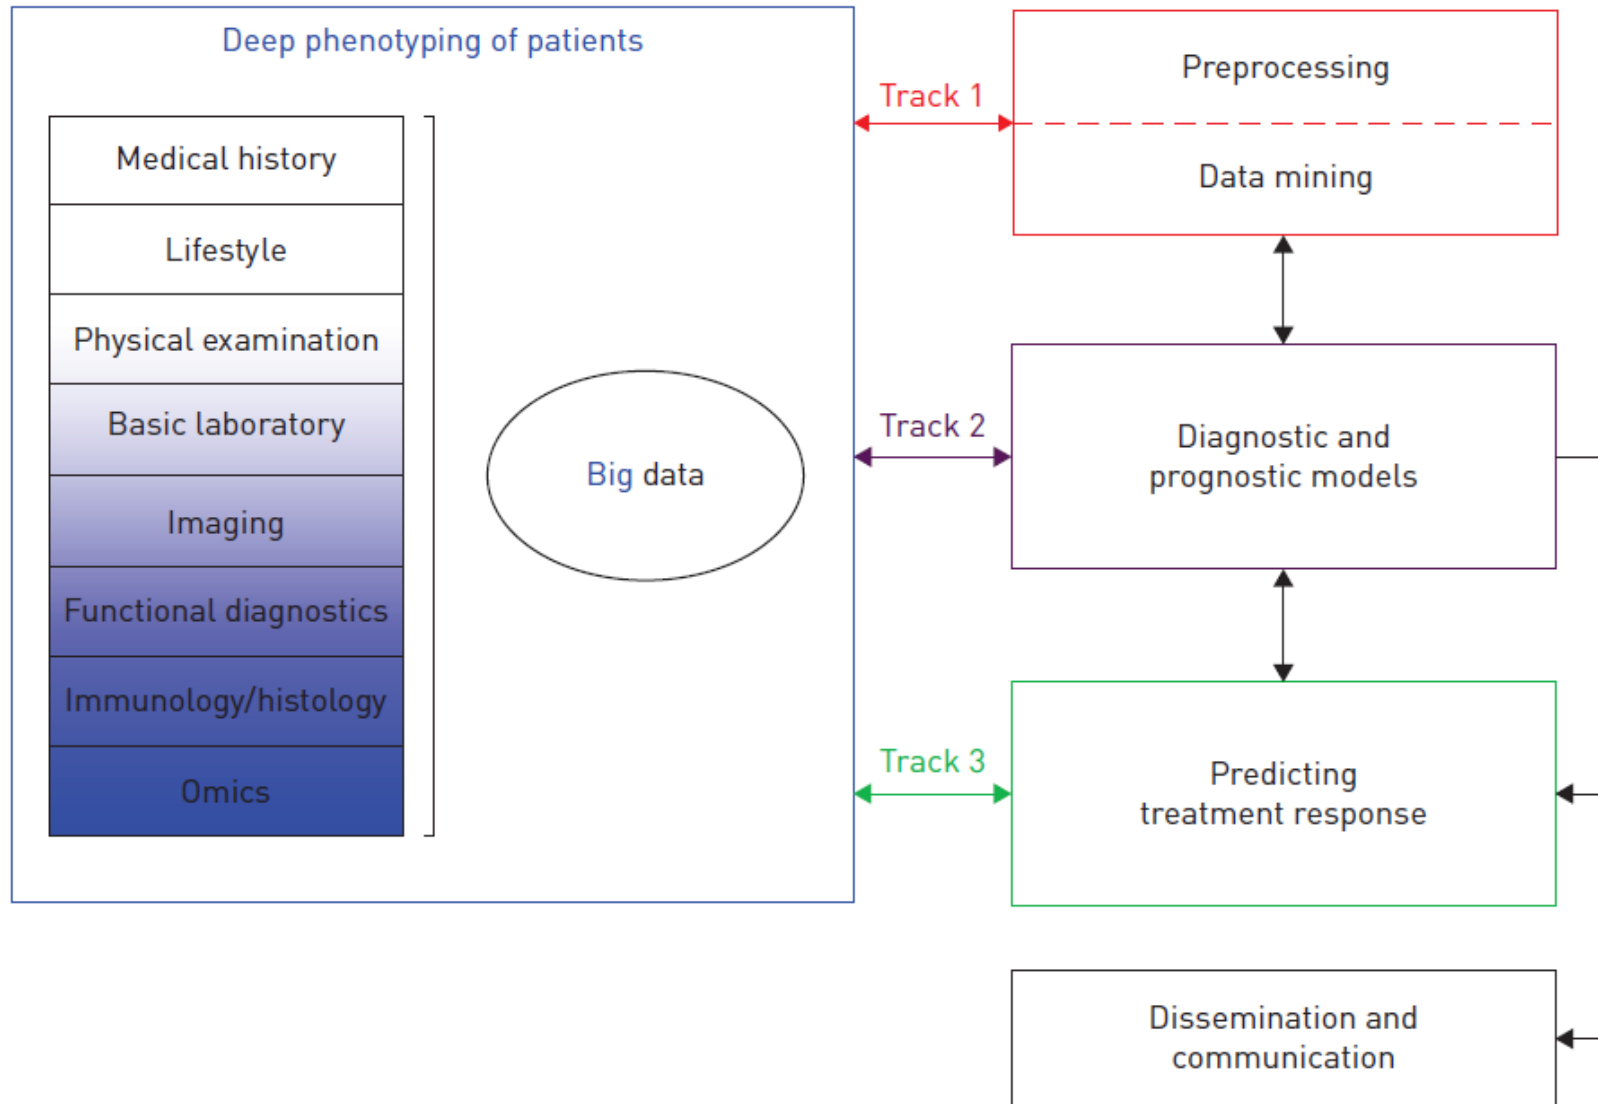 Deep phenotyping of patients
Medical history
Lifestyle
Physical examination
Basic laboratory
Imaging
Functional diagnostics
Immunology/histology
Omics
Big data
Track 1
Preprocessing
Data mining
Track 2
Diagnostic and
prognostic models
Track 3
Predicting
treatment response
Dissemination and
communication